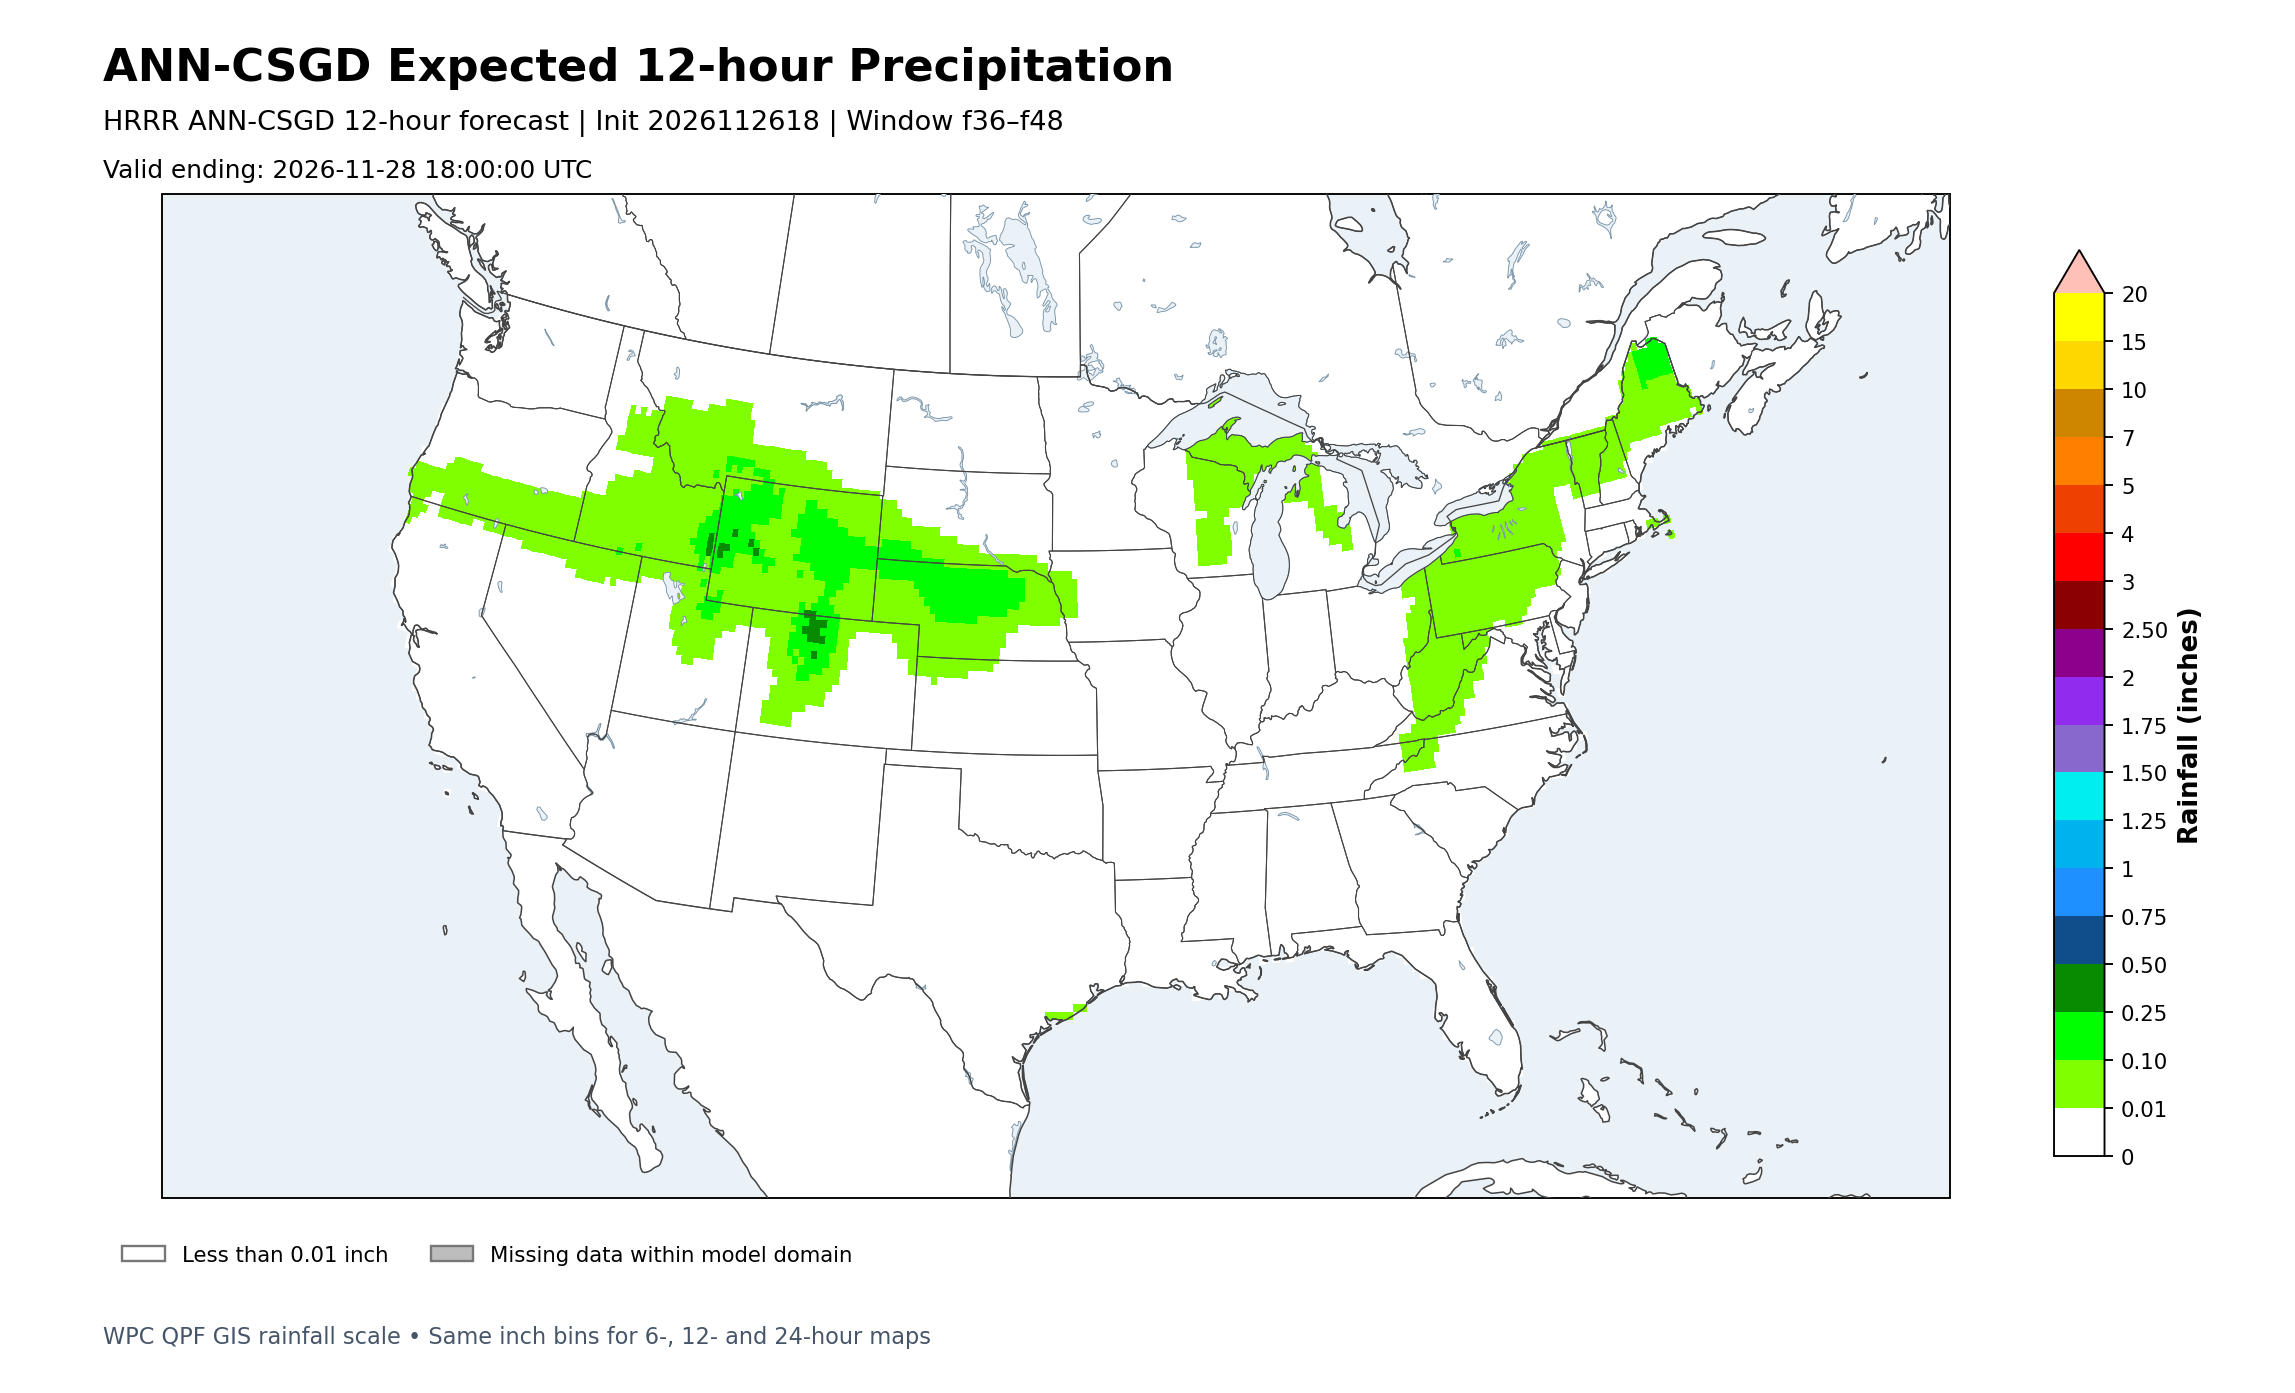 ANN-CSGD Expected 12-hour Precipitation
HRRR ANN-CSGD 12-hour forecast | Init 2026112618 | Window f36–f48
Valid ending: 2026-11-28 18:00:00 UTC
20
15
10
7
5
4
3
2.50
2
1.75
1.50
1.25
1
0.75
0.50
0.25
0.10
0.01
0
Rainfall (inches)
Less than 0.01 inch
Missing data within model domain
WPC QPF GIS rainfall scale • Same inch bins for 6-, 12- and 24-hour maps